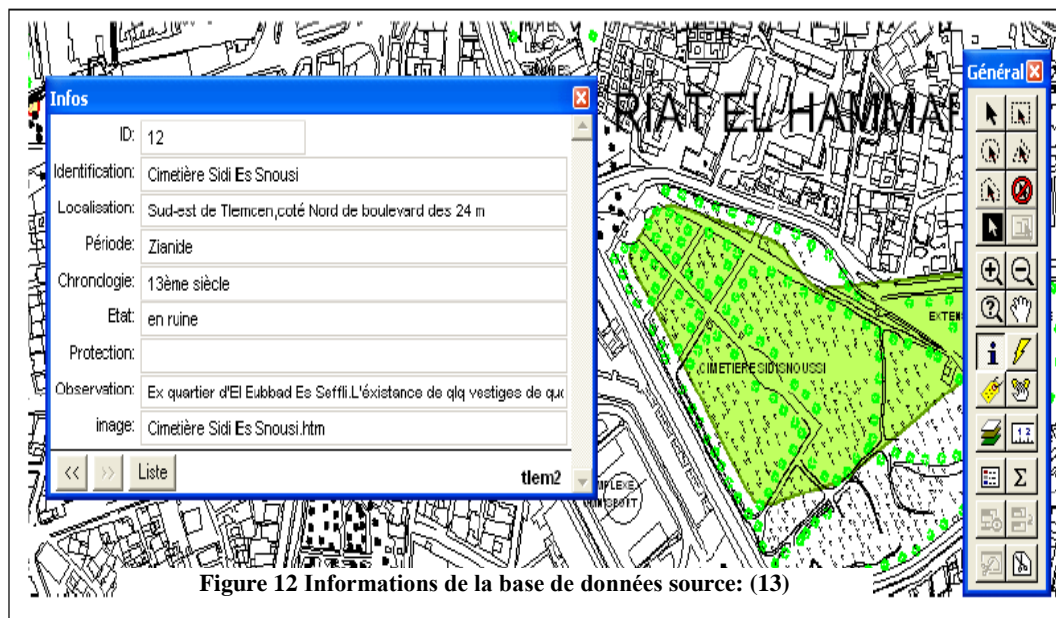 RIAT EL HAMMAR
Infos
ID: 12
Identification: Cimetière Sidi Es Snousi
Localisation: Sud-est de Tlemcen,coté Nord de boulevard des 24 m
Période: Zianide
Chronologie: 13ème siècle
Etat: en ruine
Protection:
Observation: Ex quartier d'El Eubbad Es Soffli.L'éxistance de qlq vestiges de quc
image: Cimetière Sidi Es Snousi.htm
<< >> Liste
tlem2
Général
CIMETIERE SIDI SNOUSSI
EXTEN
Figure 12 Informations de la base de données source: (13)